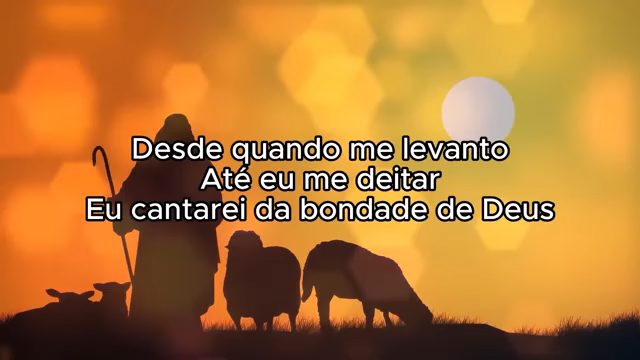 Desde quando me levanto
Até eu me deitar
Eu cantarei da bondade de Deus